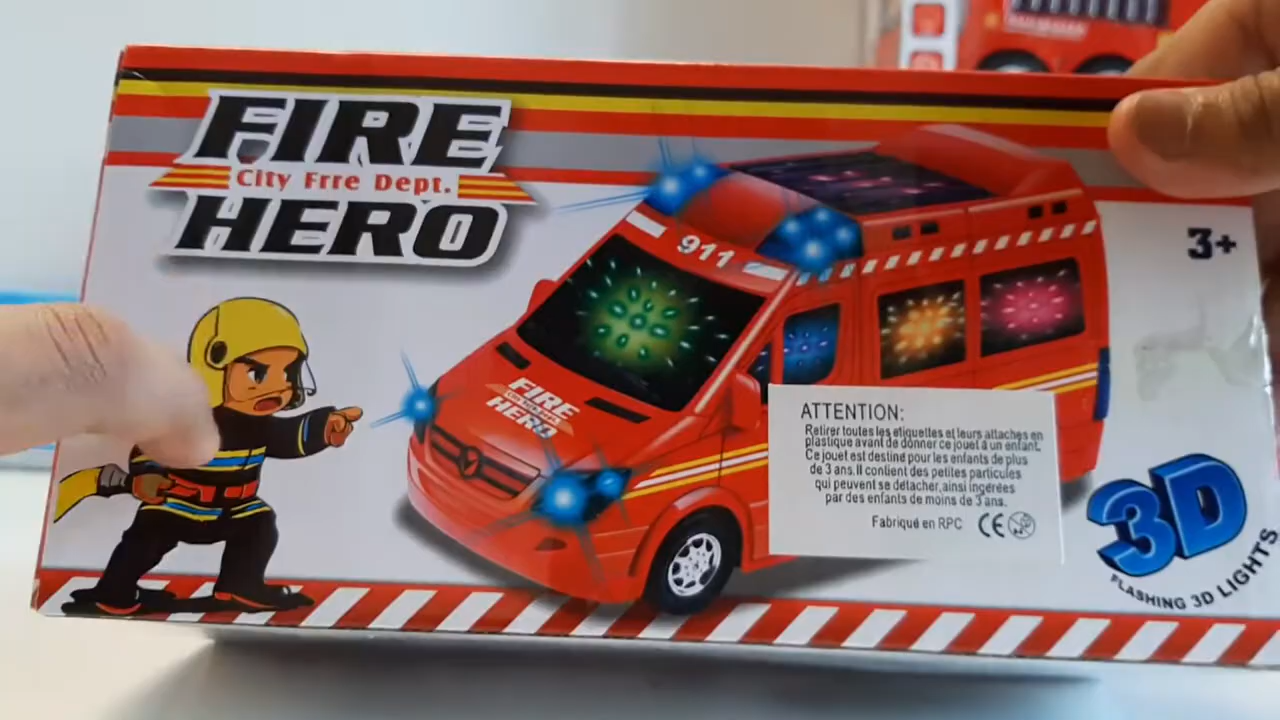 FIRE
City Frre Dept.
HERO
911
3+
FIRE
HERO
ATTENTION:
Retirer toutes les etiquettes et leurs attaches en
plastique avant de donner ce jouet à un enfant.
Ce jouet est destiné pour les enfants de plus
de 3 ans. Il contient des petites particules
qui peuvent se détacher, ainsi ingérées
par des enfants de moins de 3 ans.
Fabriqué en RPC CE
3D
FLASHING 3D LIGHTS